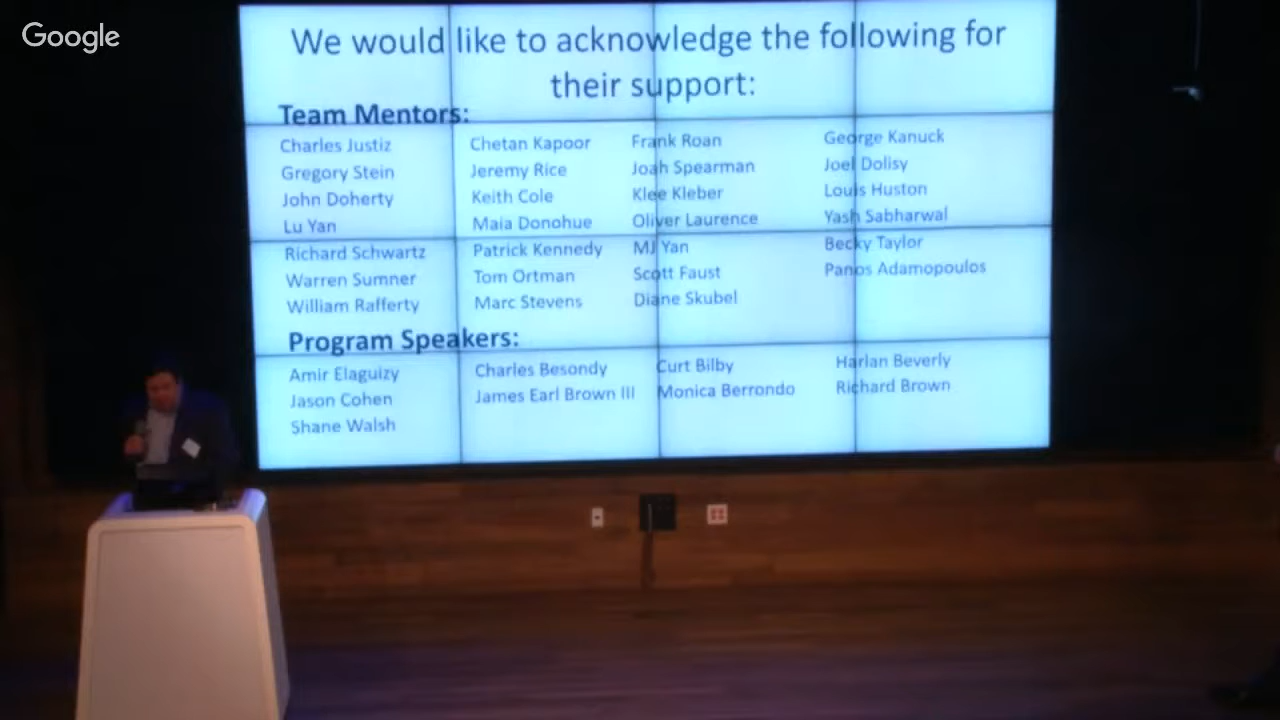 Google
We would like to acknowledge the following for
their support:
Team Mentors:
Charles Justiz Chetan Kapoor Frank Roan George Kanuck
Gregory Stein Jeremy Rice Joah Spearman Joel Dolisy
John Doherty Keith Cole Klee Kleber Louis Huston
Lu Yan Maia Donohue Oliver Laurence Yash Sabharwal
Richard Schwartz Patrick Kennedy MJ Yan Becky Taylor
Warren Sumner Tom Ortman Scott Faust Panos Adamopoulos
William Rafferty Marc Stevens Diane Skubel
Program Speakers:
Amir Elaguizy Charles Besondy Curt Bilby Harlan Beverly
Jason Cohen James Earl Brown III Monica Berrondo Richard Brown
Shane Walsh